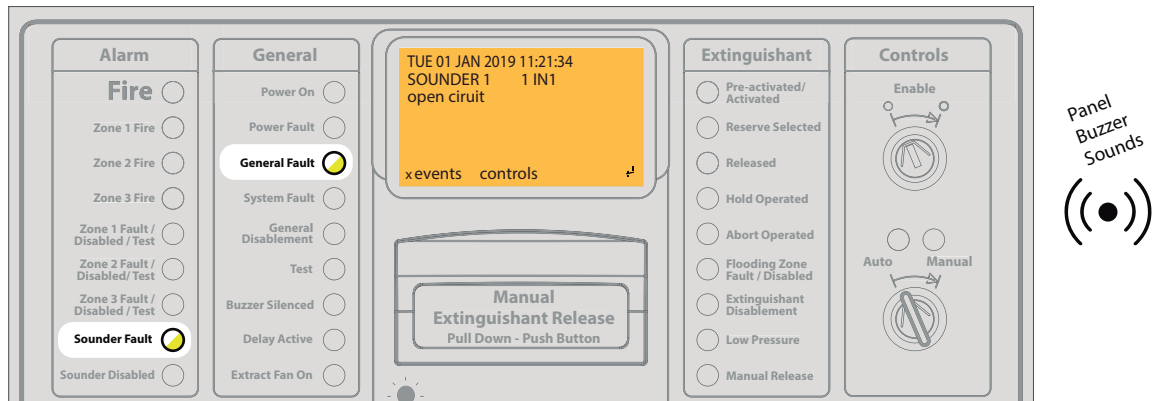 Alarm
Fire
Zone 1 Fire
Zone 2 Fire
Zone 3 Fire
Zone 1 Fault /
Disabled / Test
Zone 2 Fault /
Disabled/ Test
Zone 3 Fault /
Disabled / Test
Sounder Fault
Sounder Disabled
General
Power On
Power Fault
General Fault
System Fault
General
Disablement
Test
Buzzer Silenced
Delay Active
Extract Fan On
TUE 01 JAN 2019 11:21:34
SOUNDER 1 1 IN1
open ciruit
x events controls ↵
Manual
Extinguishant Release
Pull Down - Push Button
Extinguishant
Pre-activated/
Activated
Reserve Selected
Released
Hold Operated
Abort Operated
Flooding Zone
Fault / Disabled
Extinguishant
Disablement
Low Pressure
Manual Release
Controls
Enable
Auto Manual
Panel
Buzzer
Sounds